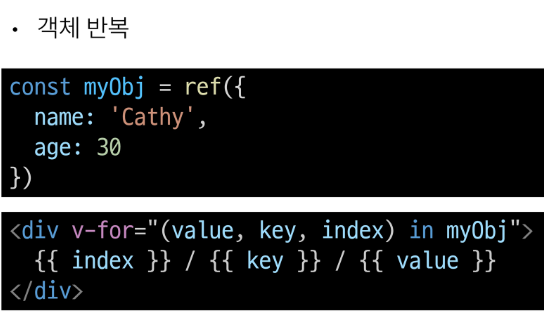 • 객체 반복
const myObj = ref({
  name: 'Cathy',
  age: 30
})
<div v-for="(value, key, index) in myObj">
  {{ index }} / {{ key }} / {{ value }}
</div>